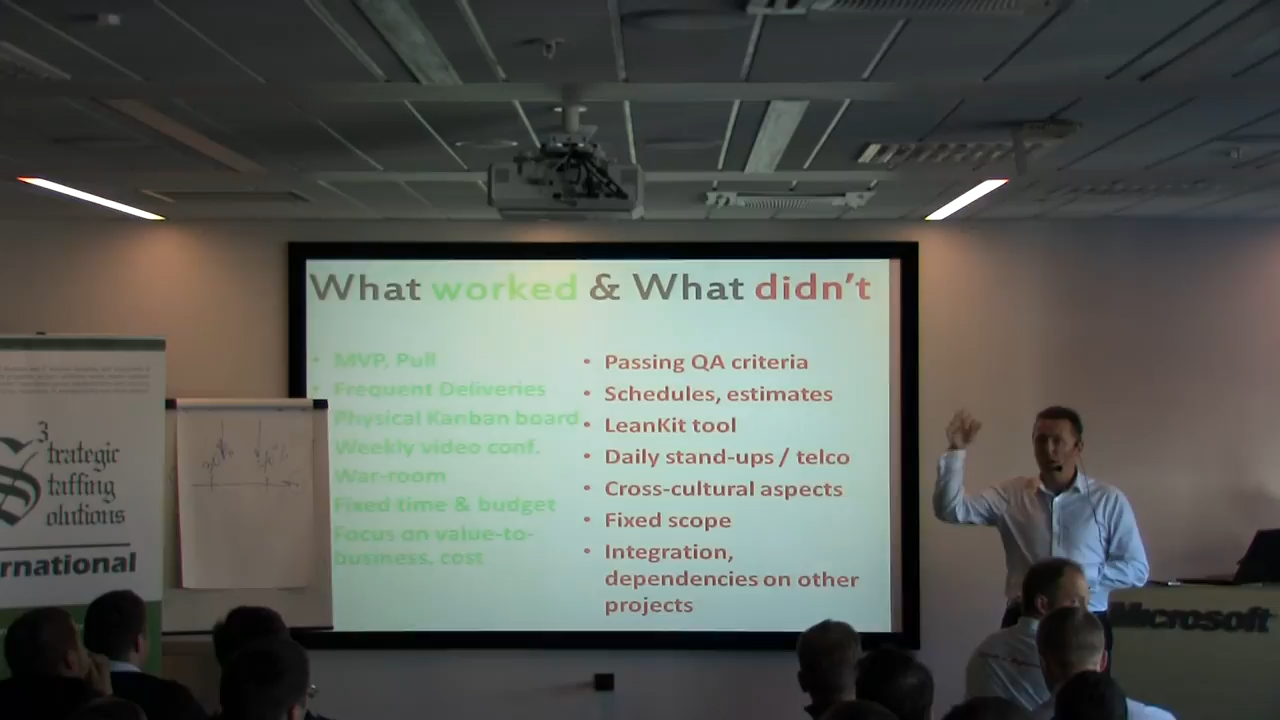 What worked & What didn't
• MVP, Pull
• Frequent Deliveries
Physical Kanban board
Weekly video conf.
War-room
Fixed time & budget
Focus on value-to-
business, cost
• Passing QA criteria
• Schedules, estimates
• LeanKit tool
• Daily stand-ups / telco
• Cross-cultural aspects
• Fixed scope
• Integration,
dependencies on other
projects
3
Strategic
Staffing
Solutions
rnational
Microsoft